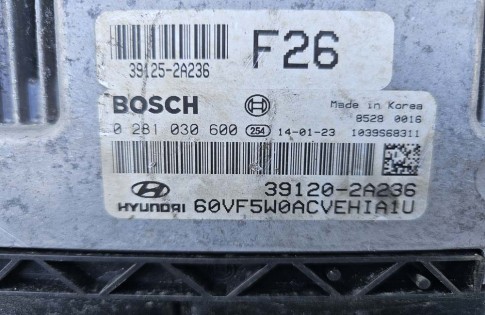 F26
39125-2A236
BOSCH
Made in Korea
8528 0016
0 281 030 600 254 14-01-23 1039S68311
39120-2A236
HYUNDAI 60VF5W0ACVEHIA1U